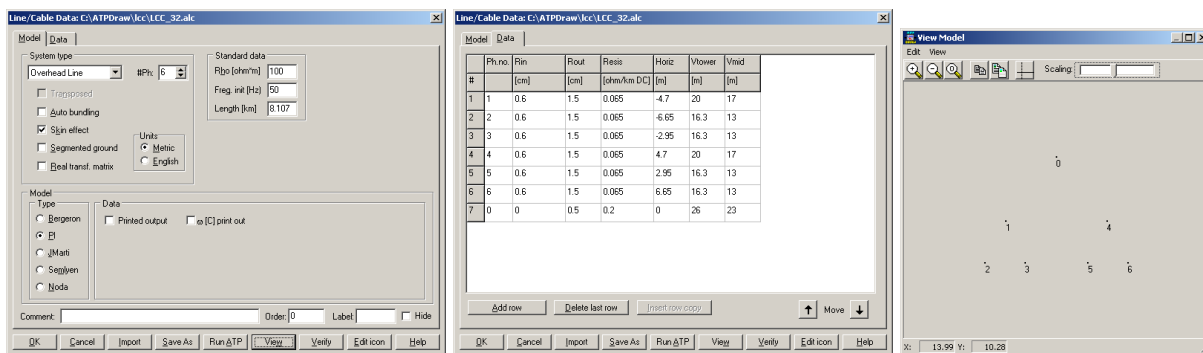 Line/Cable Data: C:\ATPDraw\lcc\LCC_32.alc
Model Data
System type
Overhead Line #Ph: 6
Transposed
Auto bundling
Skin effect
Segmented ground
Real transf. matrix
Units
Metric
English
Standard data
Rho [ohm*m] 100
Freq. init [Hz] 50
Length [km] 8.107
Model
Type
Bergeron
PI
JMarti
Semlyen
Noda
Data
Printed output ω [C] print out
Comment: Order: 0 Label: Hide
OK Cancel Import Save As Run ATP View Verify Edit icon Help
Line/Cable Data: C:\ATPDraw\lcc\LCC_32.alc
Model Data
Ph.no. Rin Rout Resis Horiz Vtower Vmid
# [cm] [cm] [ohm/km DC] [m] [m] [m]
1 1 0.6 1.5 0.065 -4.7 20 17
2 2 0.6 1.5 0.065 -6.65 16.3 13
3 3 0.6 1.5 0.065 -2.95 16.3 13
4 4 0.6 1.5 0.065 4.7 20 17
5 5 0.6 1.5 0.065 2.95 16.3 13
6 6 0.6 1.5 0.065 6.65 16.3 13
7 0 0 0.5 0.2 0 26 23
Add row Delete last row Insert row copy Move
OK Cancel Import Save As Run ATP View Verify Edit icon Help
View Model
Edit View
Scaling:
0
1 4
2 3 5 6
X: 13.99 Y: 10.28